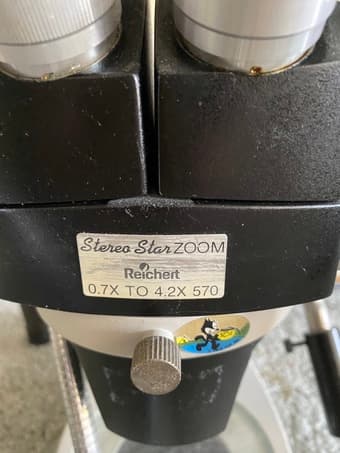 Stereo Star ZOOM
Reichert
0.7X TO 4.2X 570